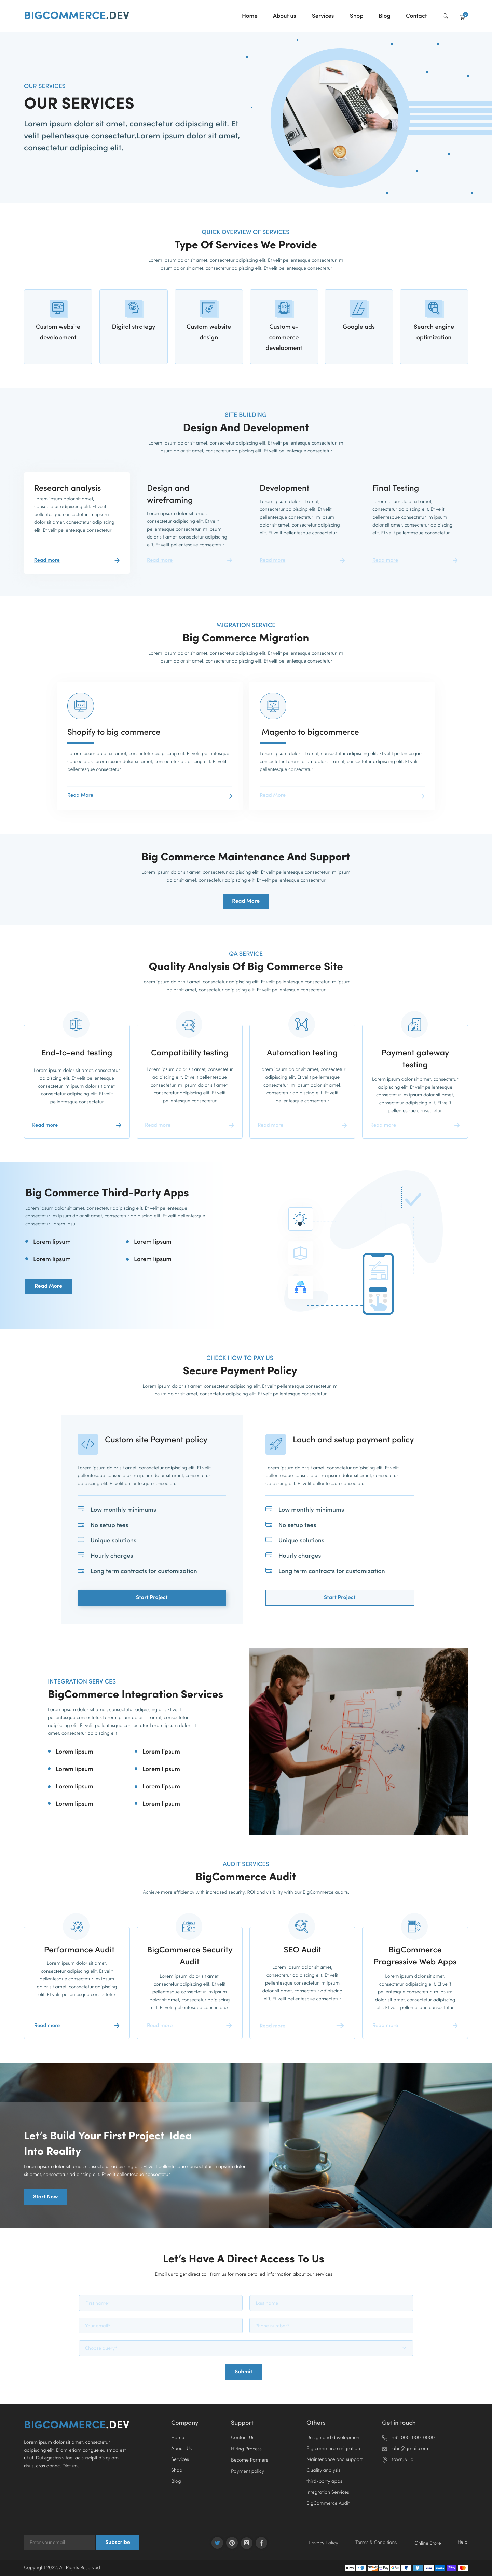 BIGCOMMERCE.DEV
Home About us Services Shop Blog Contact
OUR SERVICES
OUR SERVICES
Lorem ipsum dolor sit amet, consectetur adipiscing elit. Et
velit pellentesque consectetur.Lorem ipsum dolor sit amet,
consectetur adipiscing elit.
QUICK OVERVIEW OF SERVICES
Type Of Services We Provide
Lorem ipsum dolor sit amet, consectetur adipiscing elit. Et velit pellentesque consectetur m
ipsum dolor sit amet, consectetur adipiscing elit. Et velit pellentesque consectetur
Custom website
development
Digital strategy
Custom website
design
Custom e-
commerce
development
Google ads
Search engine
optimization
SITE BUILDING
Design And Development
Lorem ipsum dolor sit amet, consectetur adipiscing elit. Et velit pellentesque consectetur m
ipsum dolor sit amet, consectetur adipiscing elit. Et velit pellentesque consectetur
Research analysis
Lorem ipsum dolor sit amet,
consectetur adipiscing elit. Et velit
pellentesque consectetur m ipsum
dolor sit amet, consectetur adipiscing
elit. Et velit pellentesque consectetur
Read more
Design and
wireframing
Lorem ipsum dolor sit amet,
consectetur adipiscing elit. Et velit
pellentesque consectetur m ipsum
dolor sit amet, consectetur adipiscing
elit. Et velit pellentesque consectetur
Read more
Development
Lorem ipsum dolor sit amet,
consectetur adipiscing elit. Et velit
pellentesque consectetur m ipsum
dolor sit amet, consectetur adipiscing
elit. Et velit pellentesque consectetur
Read more
Final Testing
Lorem ipsum dolor sit amet,
consectetur adipiscing elit. Et velit
pellentesque consectetur m ipsum
dolor sit amet, consectetur adipiscing
elit. Et velit pellentesque consectetur
Read more
MIGRATION SERVICE
Big Commerce Migration
Lorem ipsum dolor sit amet, consectetur adipiscing elit. Et velit pellentesque consectetur m
ipsum dolor sit amet, consectetur adipiscing elit. Et velit pellentesque consectetur
Shopify to big commerce
Lorem ipsum dolor sit amet, consectetur adipiscing elit. Et velit pellentesque
consectetur.Lorem ipsum dolor sit amet, consectetur adipiscing elit. Et velit
pellentesque consectetur
Read More
Magento to bigcommerce
Lorem ipsum dolor sit amet, consectetur adipiscing elit. Et velit pellentesque
consectetur.Lorem ipsum dolor sit amet, consectetur adipiscing elit. Et velit
pellentesque consectetur
Read More
Big Commerce Maintenance And Support
Lorem ipsum dolor sit amet, consectetur adipiscing elit. Et velit pellentesque consectetur m ipsum
dolor sit amet, consectetur adipiscing elit. Et velit pellentesque consectetur
Read More
QA SERVICE
Quality Analysis Of Big Commerce Site
Lorem ipsum dolor sit amet, consectetur adipiscing elit. Et velit pellentesque consectetur m ipsum
dolor sit amet, consectetur adipiscing elit. Et velit pellentesque consectetur
End-to-end testing
Lorem ipsum dolor sit amet, consectetur
adipiscing elit. Et velit pellentesque
consectetur m ipsum dolor sit amet,
consectetur adipiscing elit. Et velit
pellentesque consectetur
Read more
Compatibility testing
Lorem ipsum dolor sit amet, consectetur
adipiscing elit. Et velit pellentesque
consectetur m ipsum dolor sit amet,
consectetur adipiscing elit. Et velit
pellentesque consectetur
Read more
Automation testing
Lorem ipsum dolor sit amet, consectetur
adipiscing elit. Et velit pellentesque
consectetur m ipsum dolor sit amet,
consectetur adipiscing elit. Et velit
pellentesque consectetur
Read more
Payment gateway
testing
Lorem ipsum dolor sit amet, consectetur
adipiscing elit. Et velit pellentesque
consectetur m ipsum dolor sit amet,
consectetur adipiscing elit. Et velit
pellentesque consectetur
Read more
Big Commerce Third-Party Apps
Lorem ipsum dolor sit amet, consectetur adipiscing elit. Et velit pellentesque
consectetur m ipsum dolor sit amet, consectetur adipiscing elit. Et velit pellentesque
consectetur Lorem ipsu
Lorem lipsum Lorem lipsum
Lorem lipsum Lorem lipsum
Read More
CHECK HOW TO PAY US
Secure Payment Policy
Lorem ipsum dolor sit amet, consectetur adipiscing elit. Et velit pellentesque consectetur m
ipsum dolor sit amet, consectetur adipiscing elit. Et velit pellentesque consectetur
Custom site Payment policy
Lorem ipsum dolor sit amet, consectetur adipiscing elit. Et velit
pellentesque consectetur m ipsum dolor sit amet, consectetur
adipiscing elit. Et velit pellentesque consectetur
Low monthly minimums
No setup fees
Unique solutions
Hourly charges
Long term contracts for customization
Start Project
Lauch and setup payment policy
Lorem ipsum dolor sit amet, consectetur adipiscing elit. Et velit
pellentesque consectetur m ipsum dolor sit amet, consectetur
adipiscing elit. Et velit pellentesque consectetur
Low monthly minimums
No setup fees
Unique solutions
Hourly charges
Long term contracts for customization
Start Project
INTEGRATION SERVICES
BigCommerce Integration Services
Lorem ipsum dolor sit amet, consectetur adipiscing elit. Et velit
pellentesque consectetur.Lorem ipsum dolor sit amet, consectetur
adipiscing elit. Et velit pellentesque consectetur Lorem ipsum dolor sit
amet, consectetur adipiscing elit.
Lorem lipsum Lorem lipsum
Lorem lipsum Lorem lipsum
Lorem lipsum Lorem lipsum
Lorem lipsum Lorem lipsum
AUDIT SERVICES
BigCommerce Audit
Achieve more efficiency with increased security, ROI and visibility with our BigCommerce audits.
Performance Audit
Lorem ipsum dolor sit amet,
consectetur adipiscing elit. Et velit
pellentesque consectetur m ipsum
dolor sit amet, consectetur adipiscing
elit. Et velit pellentesque consectetur
Read more
BigCommerce Security
Audit
Lorem ipsum dolor sit amet,
consectetur adipiscing elit. Et velit
pellentesque consectetur m ipsum
dolor sit amet, consectetur adipiscing
elit. Et velit pellentesque consectetur
Read more
SEO Audit
Lorem ipsum dolor sit amet,
consectetur adipiscing elit. Et velit
pellentesque consectetur m ipsum
dolor sit amet, consectetur adipiscing
elit. Et velit pellentesque consectetur
Read more
BigCommerce
Progressive Web Apps
Lorem ipsum dolor sit amet,
consectetur adipiscing elit. Et velit
pellentesque consectetur m ipsum
dolor sit amet, consectetur adipiscing
elit. Et velit pellentesque consectetur
Read more
Let's Build Your First Project Idea
Into Reality
Lorem ipsum dolor sit amet, consectetur adipiscing elit. Et velit pellentesque consectetur m ipsum dolor
sit amet, consectetur adipiscing elit. Et velit pellentesque consectetur
Start Now
Let's Have A Direct Access To Us
Email us to get direct call from us for more detailed information about our services
Submit
BIGCOMMERCE.DEV
Lorem ipsum dolor sit amet, consectetur
adipiscing elit. Diam etiam congue euismod est
ut ut. Dui egestas vitae, ac suscipit dis quam
risus, cras donec. Dictum.
Company
Home
About Us
Services
Shop
Blog
Support
Contact Us
Hiring Process
Become Partners
Payment policy
Others
Design and development
Big commerce migration
Maintenance and support
Quality analysis
third-party apps
Integration Services
BigCommerce Audit
Get in touch
+61-000-000-0000
abc@gmail.com
town, villa
Enter your email Subscribe
Privacy Policy Terms & Conditions Online Store Help
Copyright 2022. All Rights Reserved